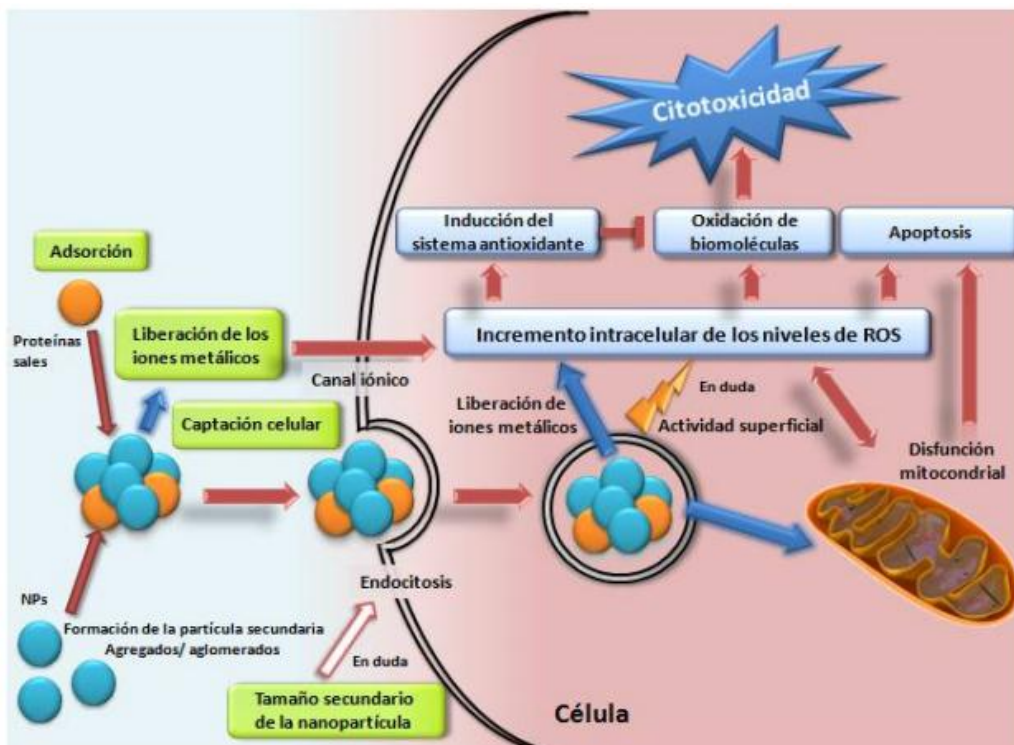 Citotoxicidad
Inducción del
sistema antioxidante
Oxidación de
biomoléculas
Apoptosis
Adsorción
Proteínas
sales
Liberación de los
iones metálicos
Canal iónico
Incremento intracelular de los niveles de ROS
Captación celular
Liberación de
iones metálicos
En duda
Actividad superficial
Disfunción
mitocondrial
Endocitosis
NPs
Formación de la partícula secundaria
Agregados/ aglomerados
En duda
Tamaño secundario
de la nanopartícula
Célula